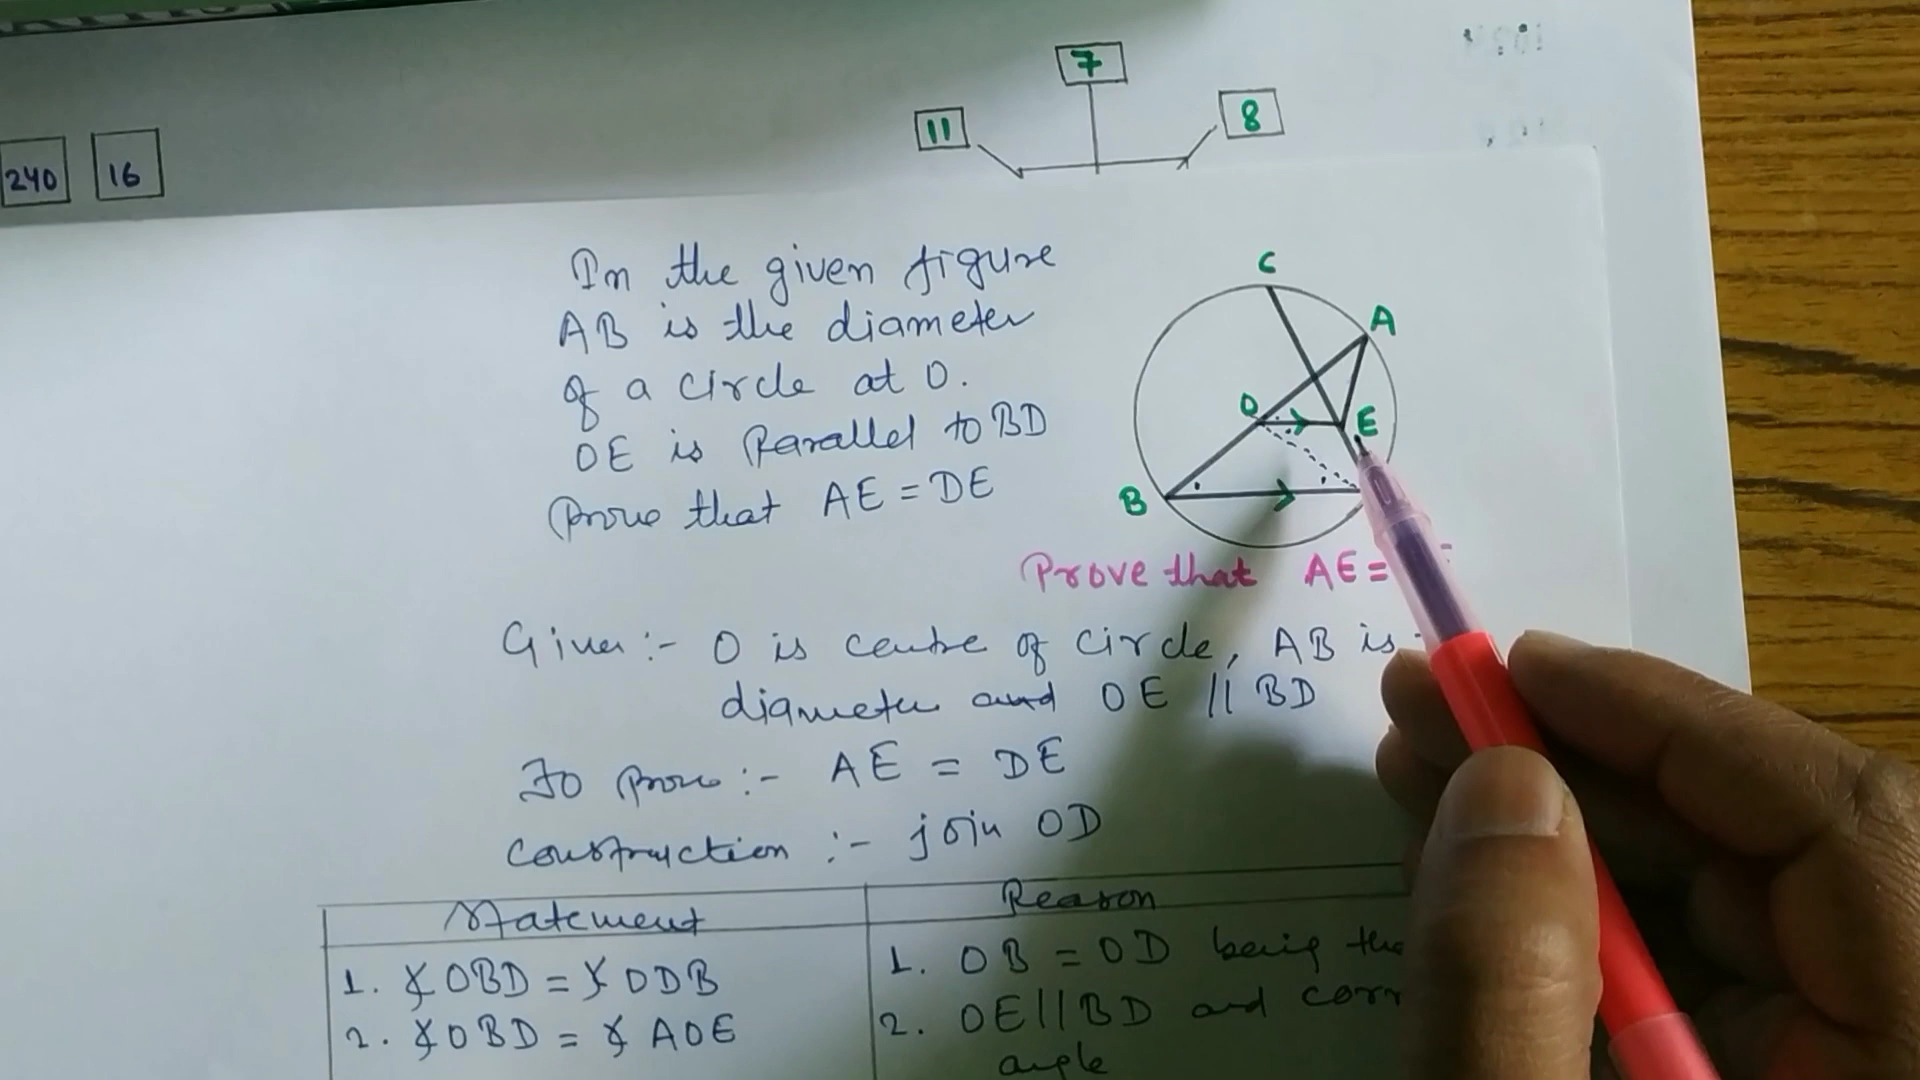 7
11
8
240
16
In the given figure
AB is the diameter
of a circle at O.
OE is Parallel to BD
Prove that AE = DE
C
A
O
E
B
Prove that AE =
Given :- O is centre of circle, AB is
diameter and OE || BD
To prove :- AE = DE
Construction :- join OD
Statement
Reason
1. ∠OBD = ∠ODB
1. OB = OD being the
2. ∠OBD = ∠AOE
2. OE || BD and corr
angle